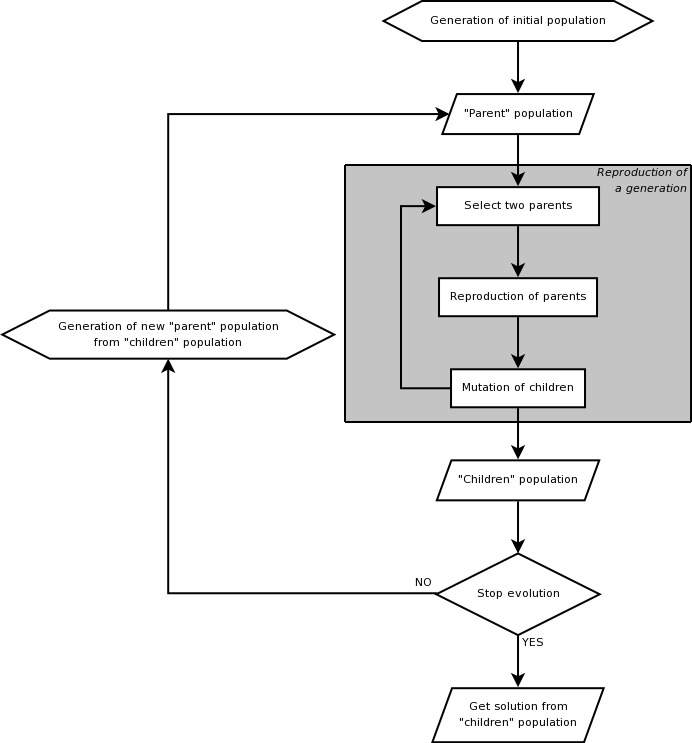 Generation of initial population
"Parent" population
Reproduction of
a generation
Select two parents
Reproduction of parents
Generation of new "parent" population
from "children" population
Mutation of children
"Children" population
NO
Stop evolution
YES
Get solution from
"children" population